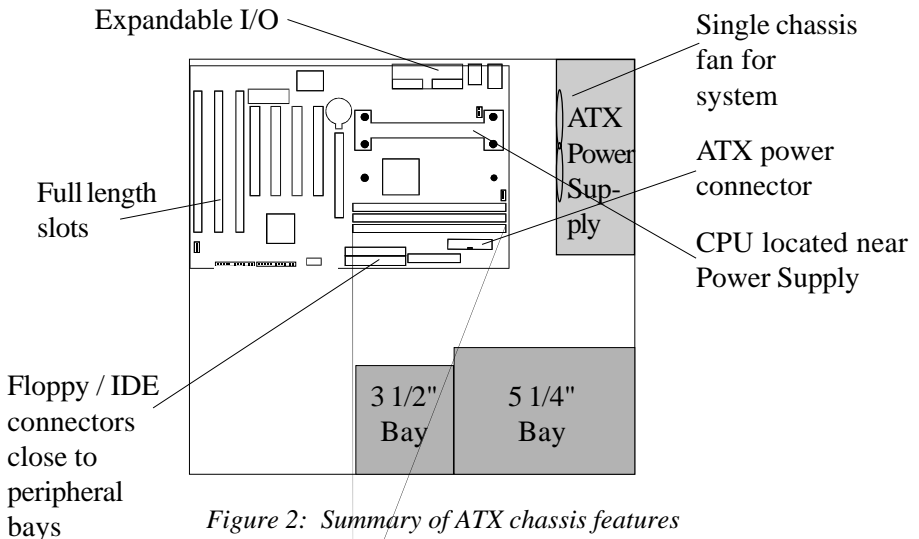 Expandable I/O
Single chassis
fan for
system
ATX
Power
Sup-
ply
ATX power
connector
Full length
slots
CPU located near
Power Supply
Floppy / IDE
connectors
close to
peripheral
bays
3 1/2"
Bay
5 1/4"
Bay
Figure 2: Summary of ATX chassis features